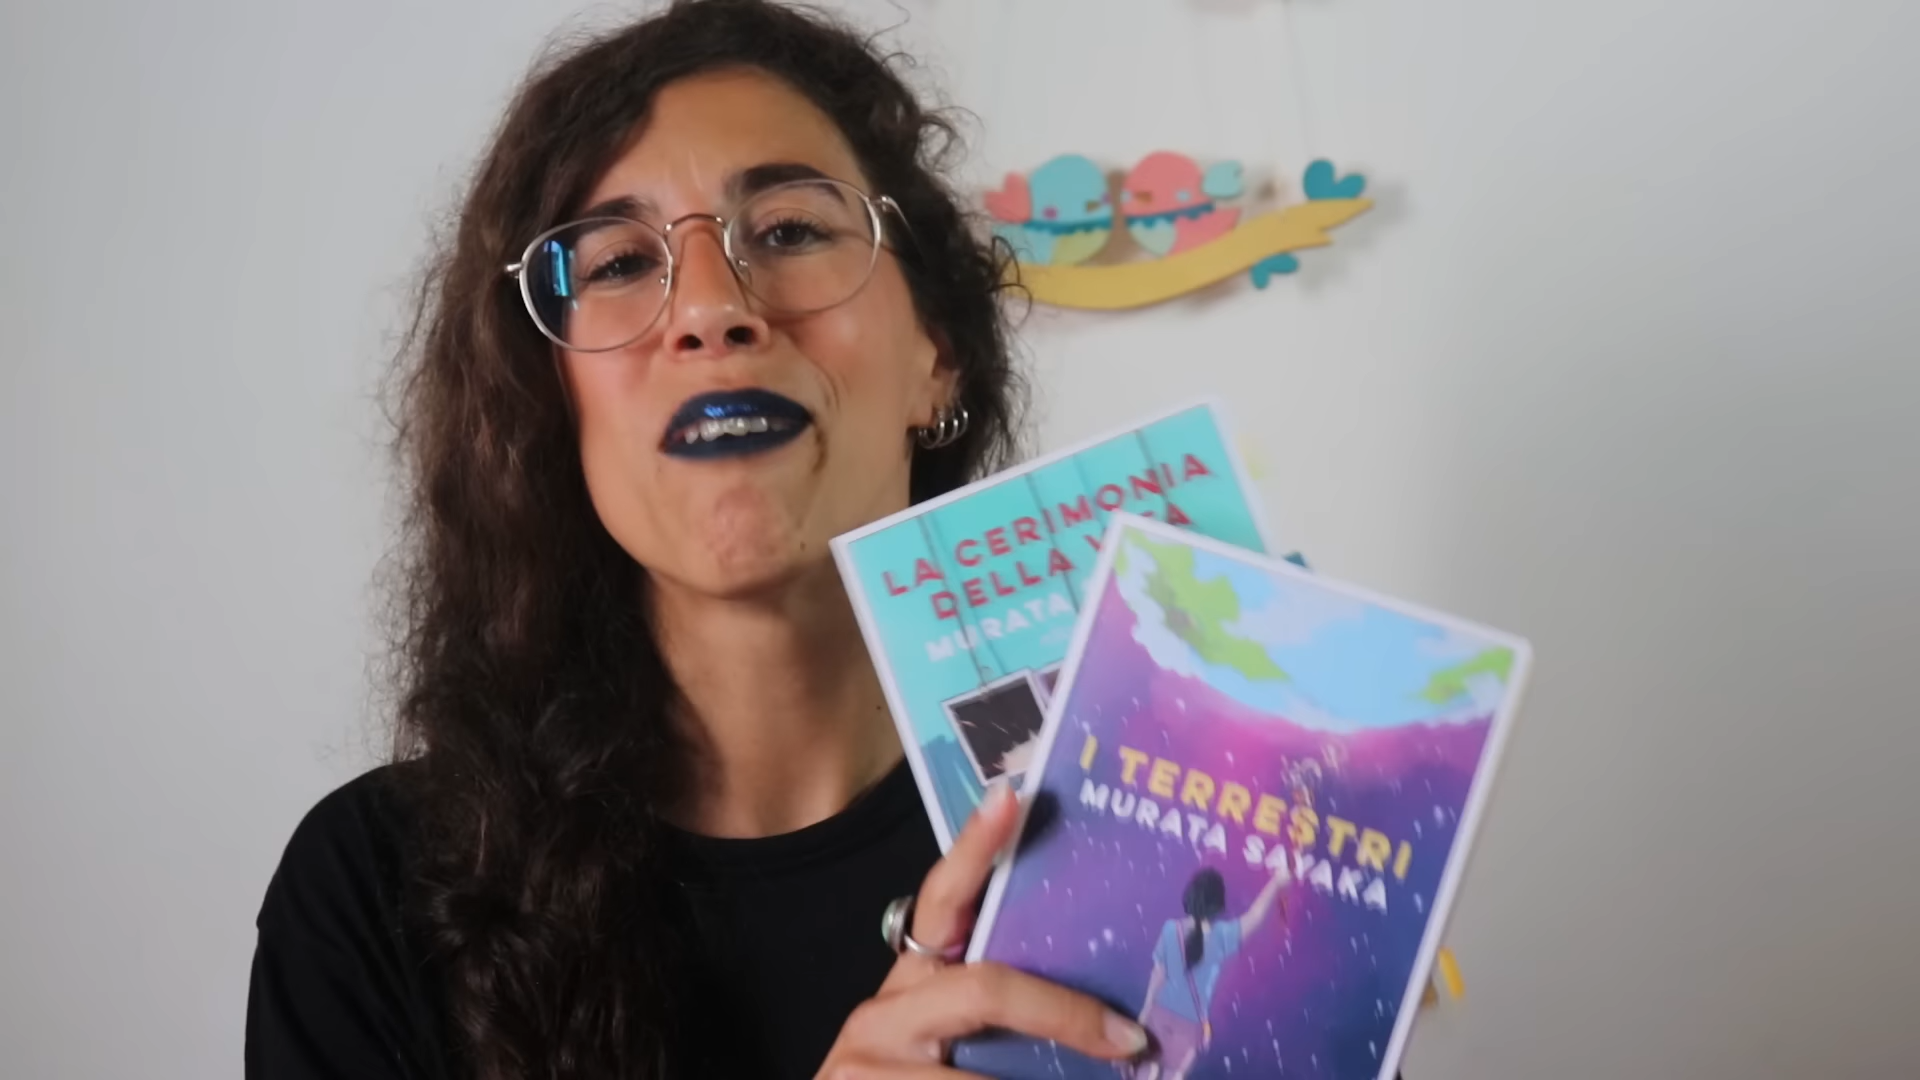 LA CERIMONIA
DELLA
MURATA
I TERRESTRI
MURATA SAYAKA